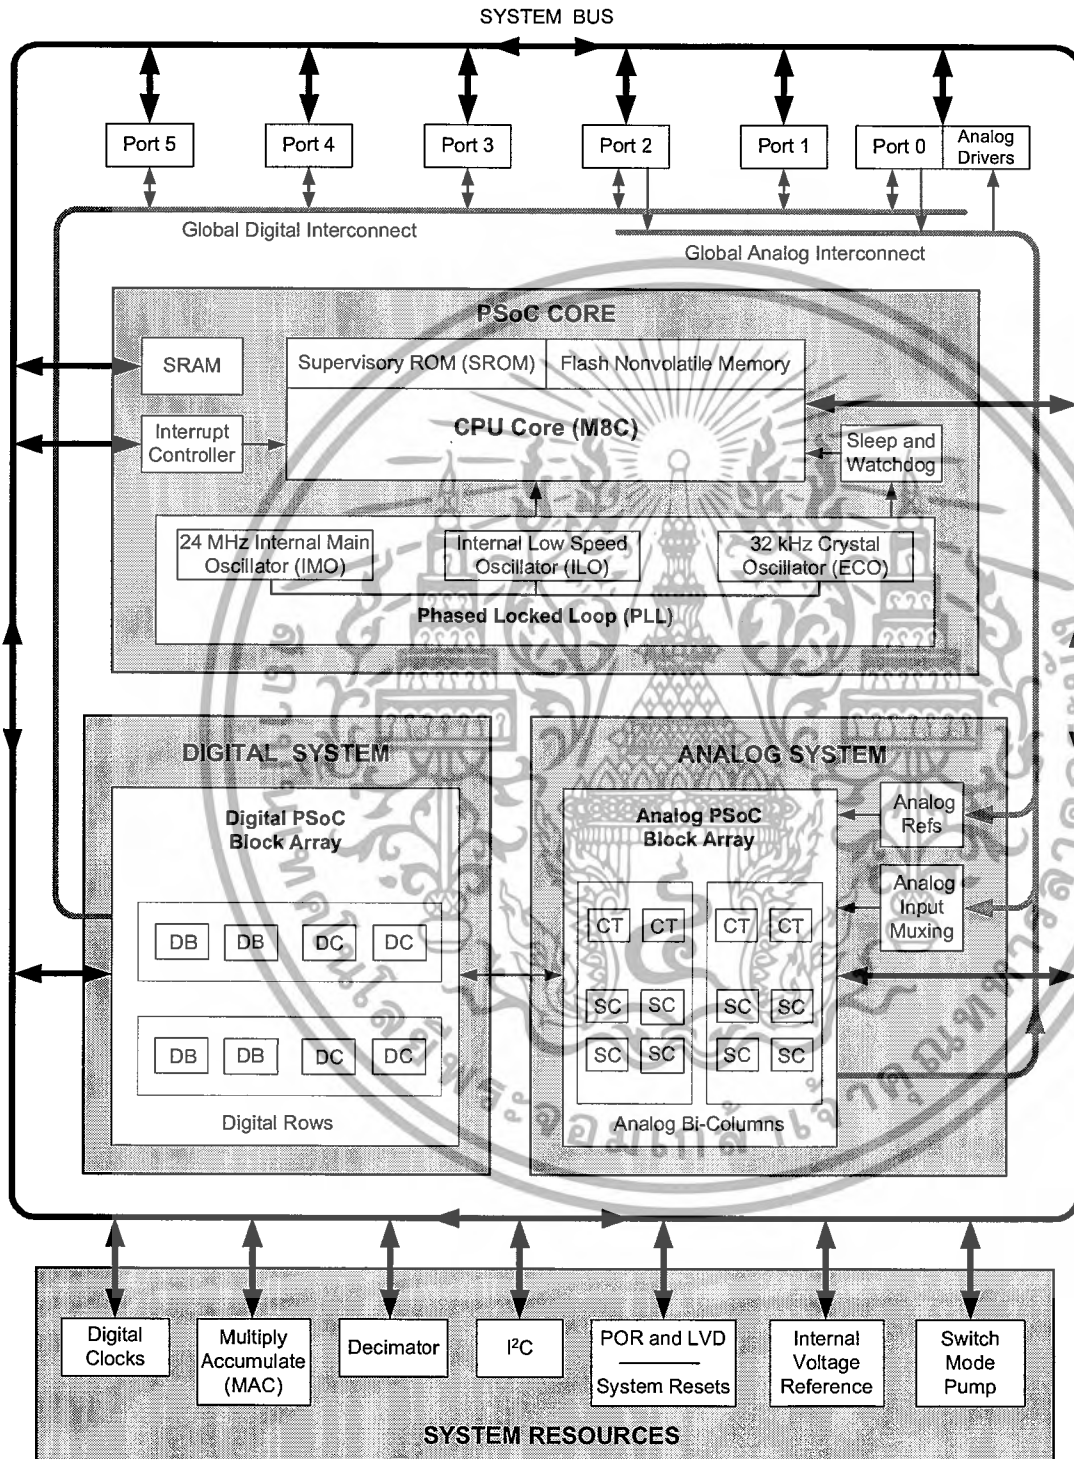 SYSTEM BUS
Port 5
Port 4
Port 3
Port 2
Port 1
Port 0
Analog
Drivers
Global Digital Interconnect
Global Analog Interconnect
PSoC CORE
SRAM
Supervisory ROM (SROM)
Flash Nonvolatile Memory
CPU Core (M8C)
Interrupt
Controller
Sleep and
Watchdog
24 MHz Internal Main
Oscillator (IMO)
Internal Low Speed
Oscillator (ILO)
32 kHz Crystal
Oscillator (ECO)
Phased Locked Loop (PLL)
DIGITAL SYSTEM
Digital PSoC
Block Array
DB DB DC DC
DB DB DC DC
Digital Rows
ANALOG SYSTEM
Analog PSoC
Block Array
Analog
Refs
Analog
Input
Muxing
CT CT CT CT
SC SC SC SC
SC SC SC SC
Analog Bi-Columns
Digital
Clocks
Multiply
Accumulate
(MAC)
Decimator
I²C
POR and LVD
System Resets
Internal
Voltage
Reference
Switch
Mode
Pump
SYSTEM RESOURCES